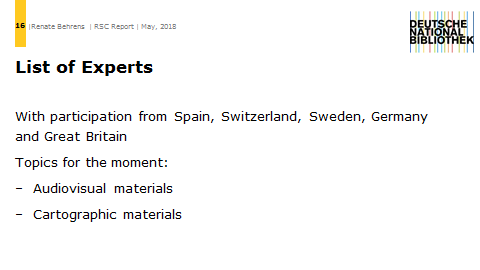 16 |Renate Behrens | RSC Report | May, 2018
DEUTSCHE
NATIONAL
BIBLIOTHEK
List of Experts
With participation from Spain, Switzerland, Sweden, Germany
and Great Britain
Topics for the moment:
– Audiovisual materials
– Cartographic materials